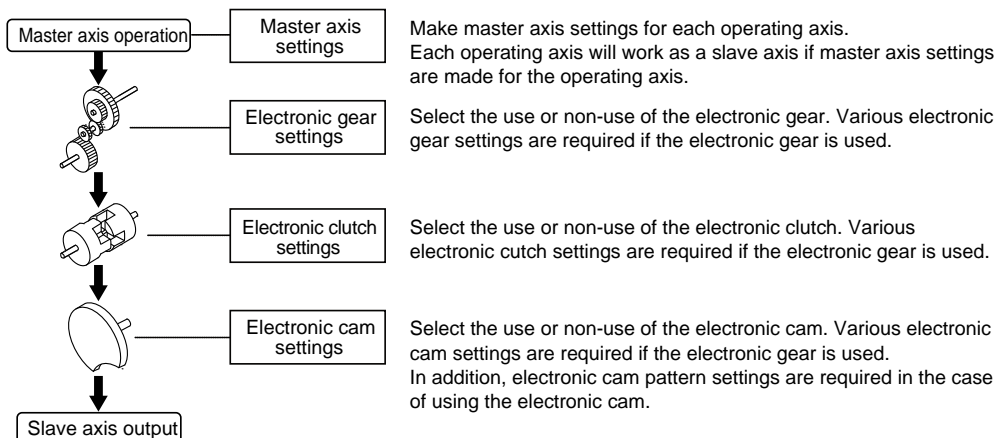 Master axis operation
Master axis
settings
Make master axis settings for each operating axis.
Each operating axis will work as a slave axis if master axis settings
are made for the operating axis.
Electronic gear
settings
Select the use or non-use of the electronic gear. Various electronic
gear settings are required if the electronic gear is used.
Electronic clutch
settings
Select the use or non-use of the electronic clutch. Various
electronic cutch settings are required if the electronic gear is used.
Electronic cam
settings
Select the use or non-use of the electronic cam. Various electronic
cam settings are required if the electronic gear is used.
In addition, electronic cam pattern settings are required in the case
of using the electronic cam.
Slave axis output